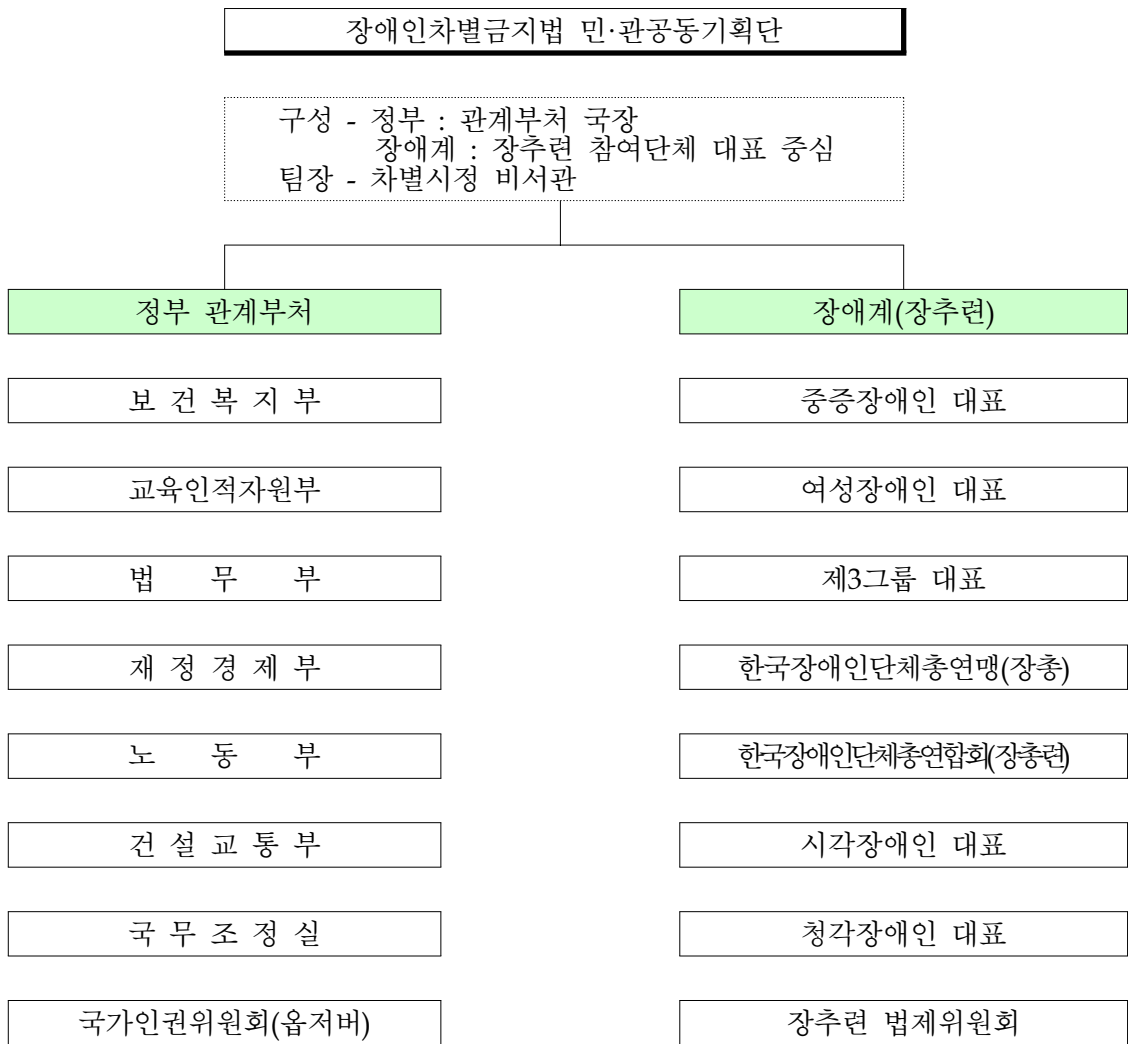 장애인차별금지법 민·관공동기획단
구성 - 정부 : 관계부처 국장
장애계 : 장추련 참여단체 대표 중심
팀장 - 차별시정 비서관
정부 관계부처
장애계(장추련)
보 건 복 지 부
중증장애인 대표
교육인적자원부
여성장애인 대표
법 무 부
제3그룹 대표
재 정 경 제 부
한국장애인단체총연맹(장총)
노 동 부
한국장애인단체총연합회(장총련)
건 설 교 통 부
시각장애인 대표
국 무 조 정 실
청각장애인 대표
국가인권위원회(옵저버)
장추련 법제위원회